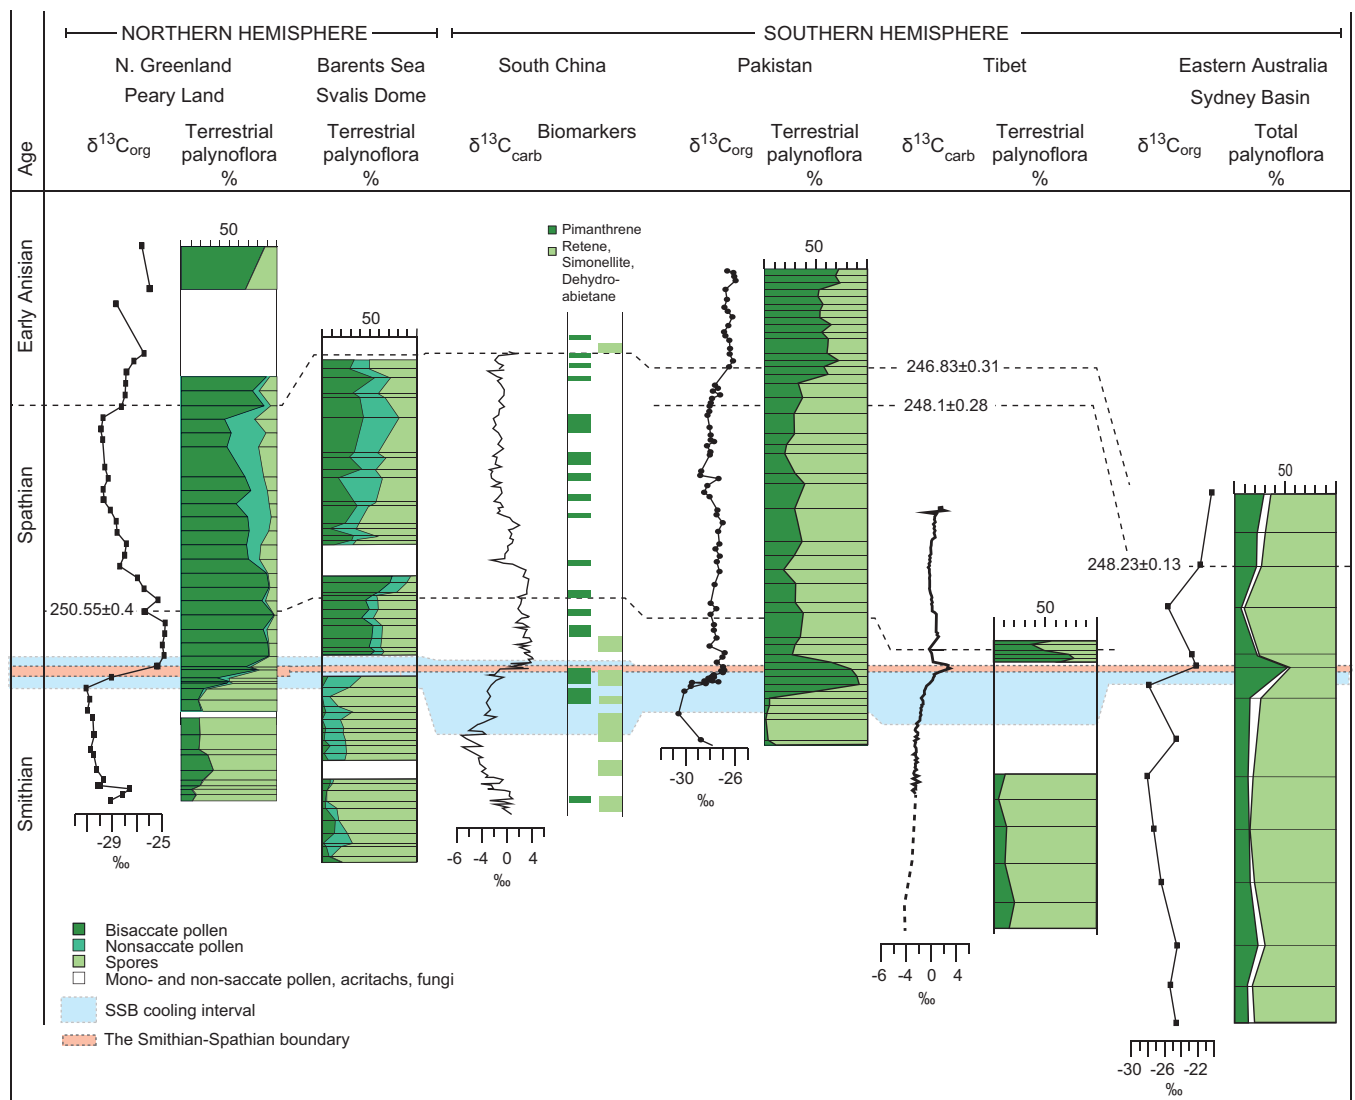 NORTHERN HEMISPHERE
SOUTHERN HEMISPHERE
N. Greenland
Peary Land
Barents Sea
Svalis Dome
South China
Pakistan
Tibet
Eastern Australia
Sydney Basin
Age
δ13Corg
Terrestrial
palynoflora
%
Terrestrial
palynoflora
%
δ13Ccarb
Biomarkers
δ13Corg
Terrestrial
palynoflora
%
δ13Ccarb
Terrestrial
palynoflora
%
δ13Corg
Total
palynoflora
%
Early Anisian
Spathian
Smithian
50
50
Pimanthrene
Retene,
Simonellite,
Dehydro-
abietane
50
50
50
246.83±0.31
248.1±0.28
248.23±0.13
250.55±0.4
-29 -25
‰
-6 -4 0 4
‰
-30 -26
‰
-6 -4 0 4
‰
-30 -26 -22
‰
Bisaccate pollen
Nonsaccate pollen
Spores
Mono- and non-saccate pollen, acritachs, fungi
SSB cooling interval
The Smithian-Spathian boundary